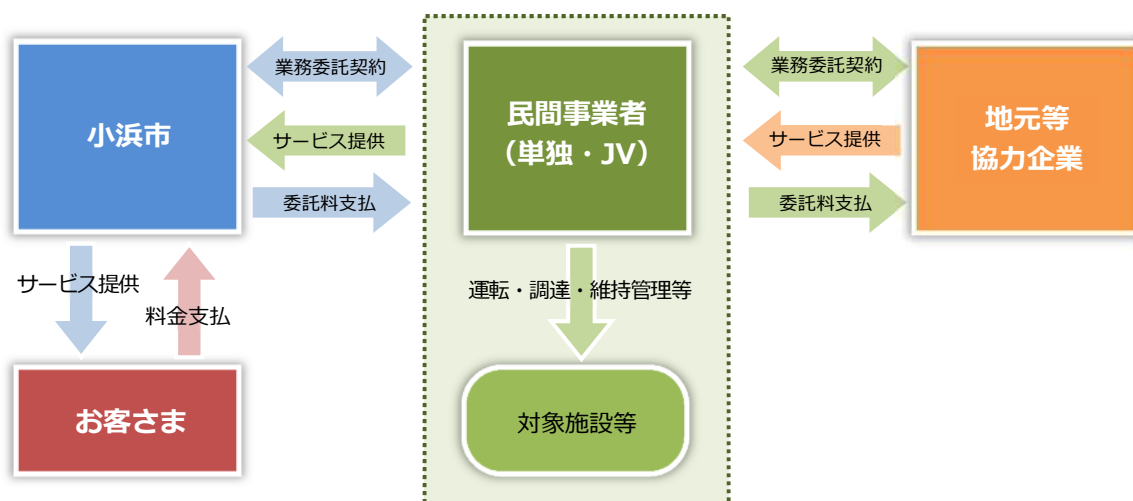 小浜市
業務委託契約
サービス提供
委託料支払
民間事業者
（単独・JV）
業務委託契約
サービス提供
委託料支払
地元等
協力企業
サービス提供
料金支払
運転・調達・維持管理等
お客さま
対象施設等